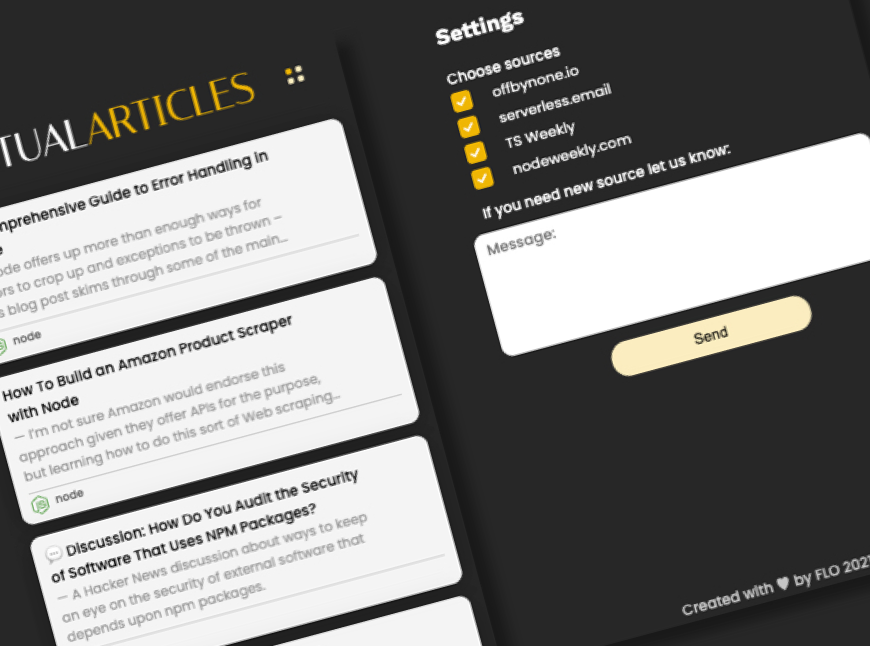 TUALARTICLES
Comprehensive Guide to Error Handling in
offers up more than enough ways for
to crop up and exceptions to be thrown –
blog post skims through some of the main...
node
How To Build an Amazon Product Scraper
with Node
— I'm not sure Amazon would endorse this
approach given they offer APIs for the purpose,
but learning how to do this sort of Web scraping...
node
💬 Discussion: How Do You Audit the Security
of Software That Uses NPM Packages?
— A Hacker News discussion about ways to keep
an eye on the security of external software that
depends upon npm packages.
Settings
Choose sources
offbynone.io
serverless.email
TS Weekly
nodeweekly.com
If you need new source let us know:
Message:
Send
Created with ♥ by FLO 2021